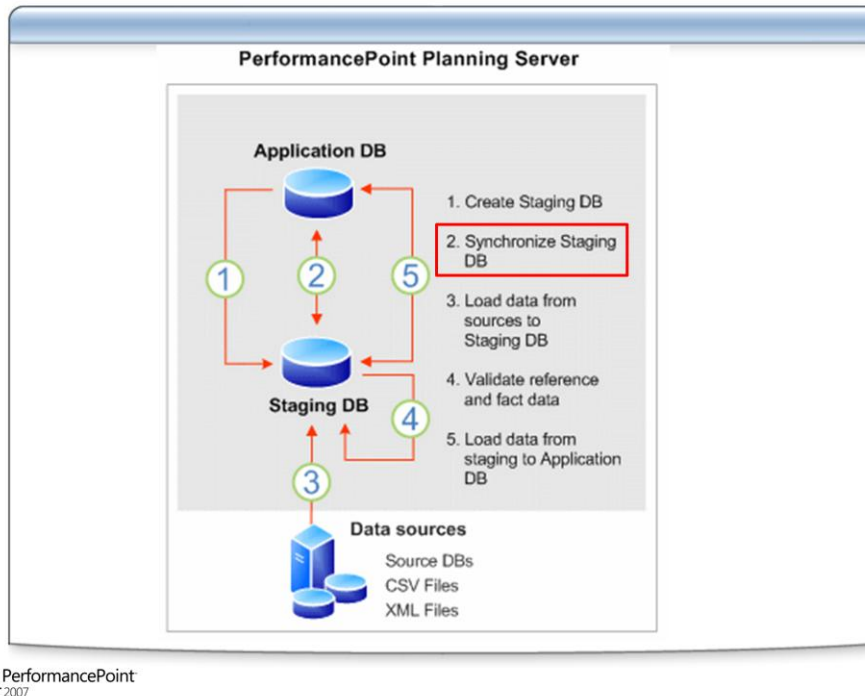 PerformancePoint Planning Server
Application DB
1. Create Staging DB
2. Synchronize Staging
DB
3. Load data from
sources to
Staging DB
4. Validate reference
and fact data
5. Load data from
staging to Application
DB
1
2
5
Staging DB
4
3
Data sources
Source DBs
CSV Files
XML Files
PerformancePoint
2007